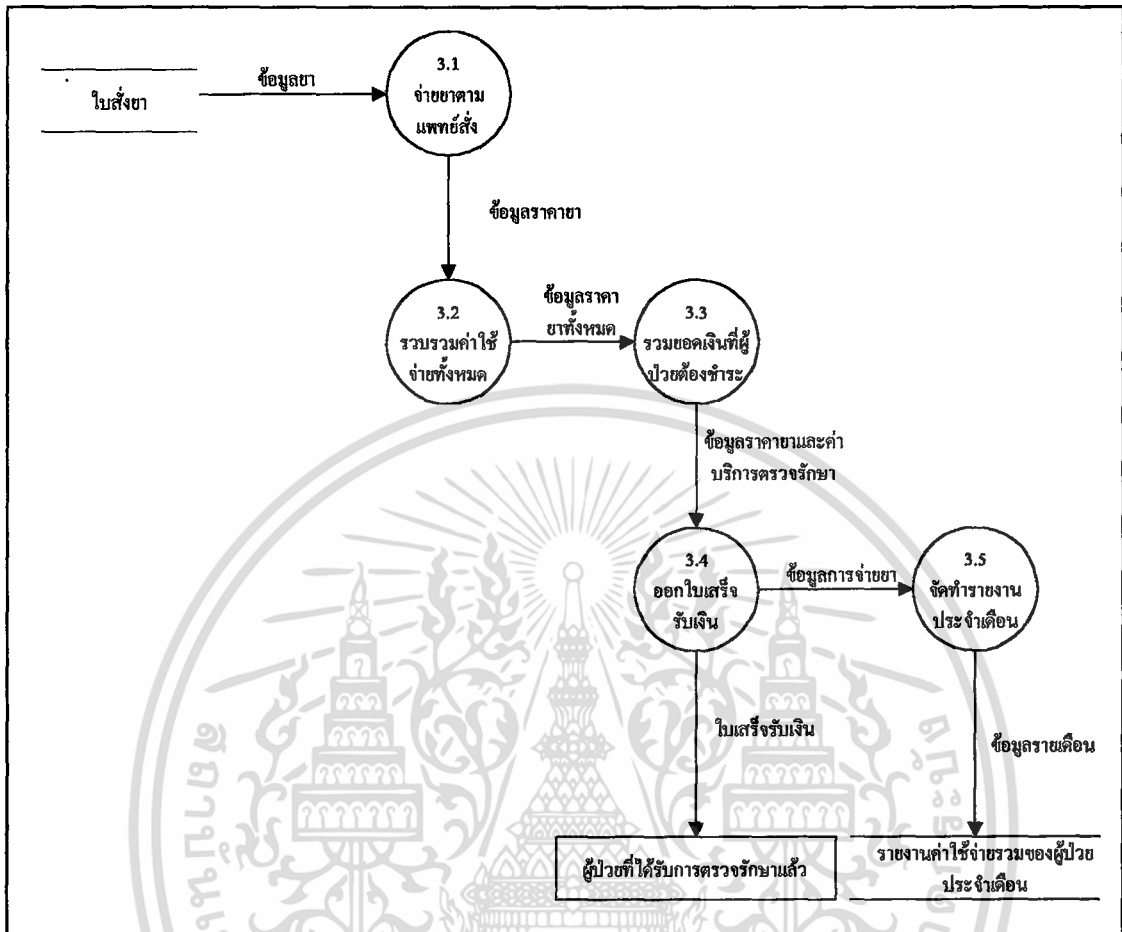 ใบสั่งยา
ข้อมูลยา
3.1
จ่ายยาตาม
แพทย์สั่ง
ข้อมูลราคายา
3.2
รวบรวมค่าใช้
จ่ายทั้งหมด
ข้อมูลราคา
ยาทั้งหมด
3.3
รวมยอดเงินที่ผู้
ป่วยต้องชำระ
ข้อมูลราคายาและค่า
บริการตรวจรักษา
3.4
ออกใบเสร็จ
รับเงิน
ข้อมูลการจ่ายยา
3.5
จัดทำรายงาน
ประจำเดือน
ใบเสร็จรับเงิน
ข้อมูลรายเดือน
ผู้ป่วยที่ได้รับการตรวจรักษาแล้ว
รายงานค่าใช้จ่ายรวมของผู้ป่วย
ประจำเดือน